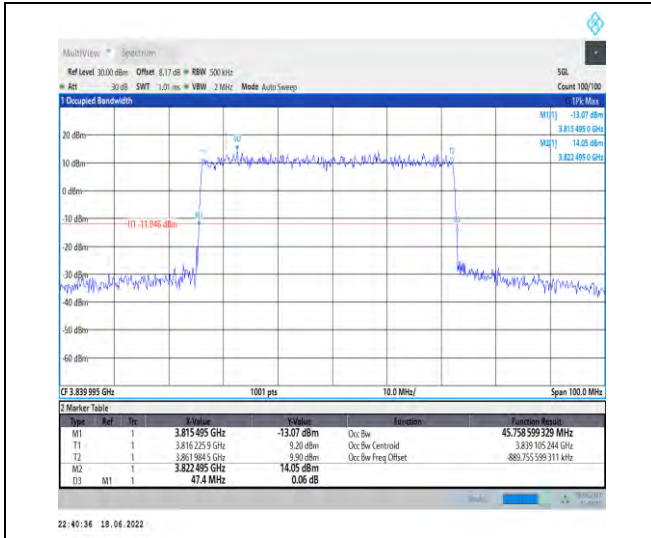 MultiView Spectrum
Ref Level 30.00 dBm Offset 8.17 dB RBW 500 kHz SGL
Att 30 dB SWT 1.01 ms VBW 2 MHz Mode Auto Sweep Count 100/100
1 Occupied Bandwidth 1Pk Max
M1[1] -13.07 dBm
3.815 495 0 GHz
20 dBm
M2
M2[1] 14.05 dBm
T2
3.822 495 0 GHz
10 dBm
0 dBm
-10 dBm
H1 -11.946 dBm
-20 dBm
-30 dBm
-40 dBm
-50 dBm
-60 dBm
CF 3.839 995 GHz 1001 pts 10.0 MHz/ Span 100.0 MHz
2 Marker Table
Type Ref Trc X-Value Y-Value Function Function Result
M1 1 3.815 495 GHz -13.07 dBm Occ Bw 45.758 599 329 MHz
T1 1 3.816 225 9 GHz 9.20 dBm Occ Bw Centroid 3.839 105 244 GHz
T2 1 3.861 984 5 GHz 9.90 dBm Occ Bw Freq Offset -889.755 599 311 kHz
M2 1 3.822 495 GHz 14.05 dBm
D3 M1 1 47.4 MHz 0.06 dB
22:40:36 18.06.2022